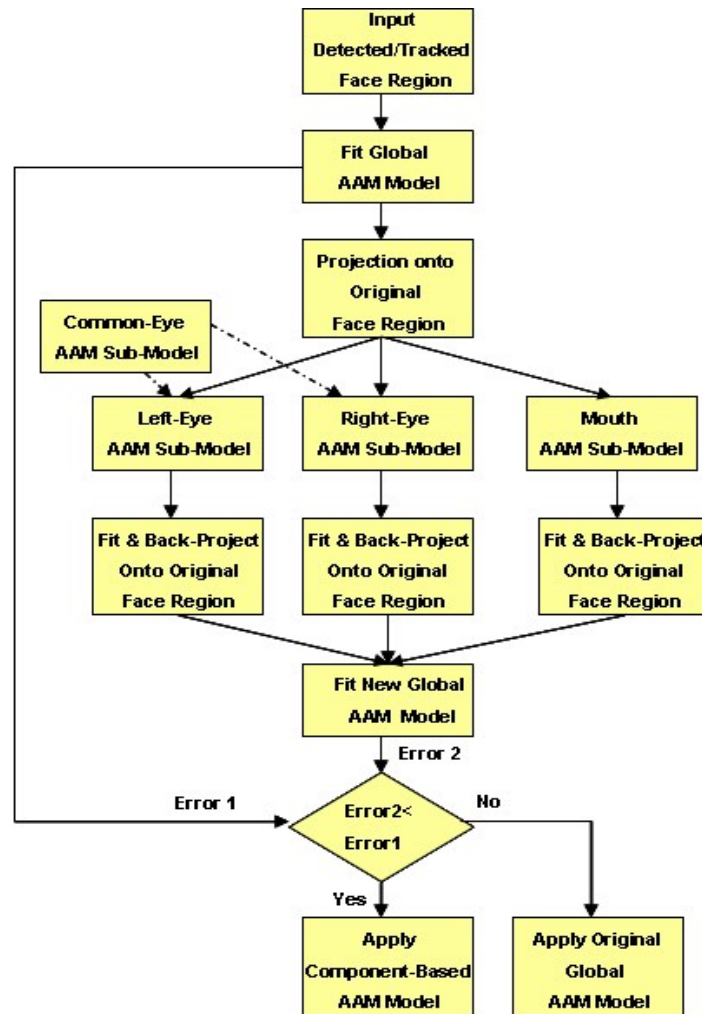 Input
Detected/Tracked
Face Region
Fit Global
AAM Model
Projection onto
Original
Face Region
Common-Eye
AAM Sub-Model
Left-Eye
AAM Sub-Model
Right-Eye
AAM Sub-Model
Mouth
AAM Sub-Model
Fit & Back-Project
Onto Original
Face Region
Fit & Back-Project
Onto Original
Face Region
Fit & Back-Project
Onto Original
Face Region
Fit New Global
AAM Model
Error 2
Error 1
Error2<
Error1
No
Yes
Apply
Component-Based
AAM Model
Apply Original
Global
AAM Model